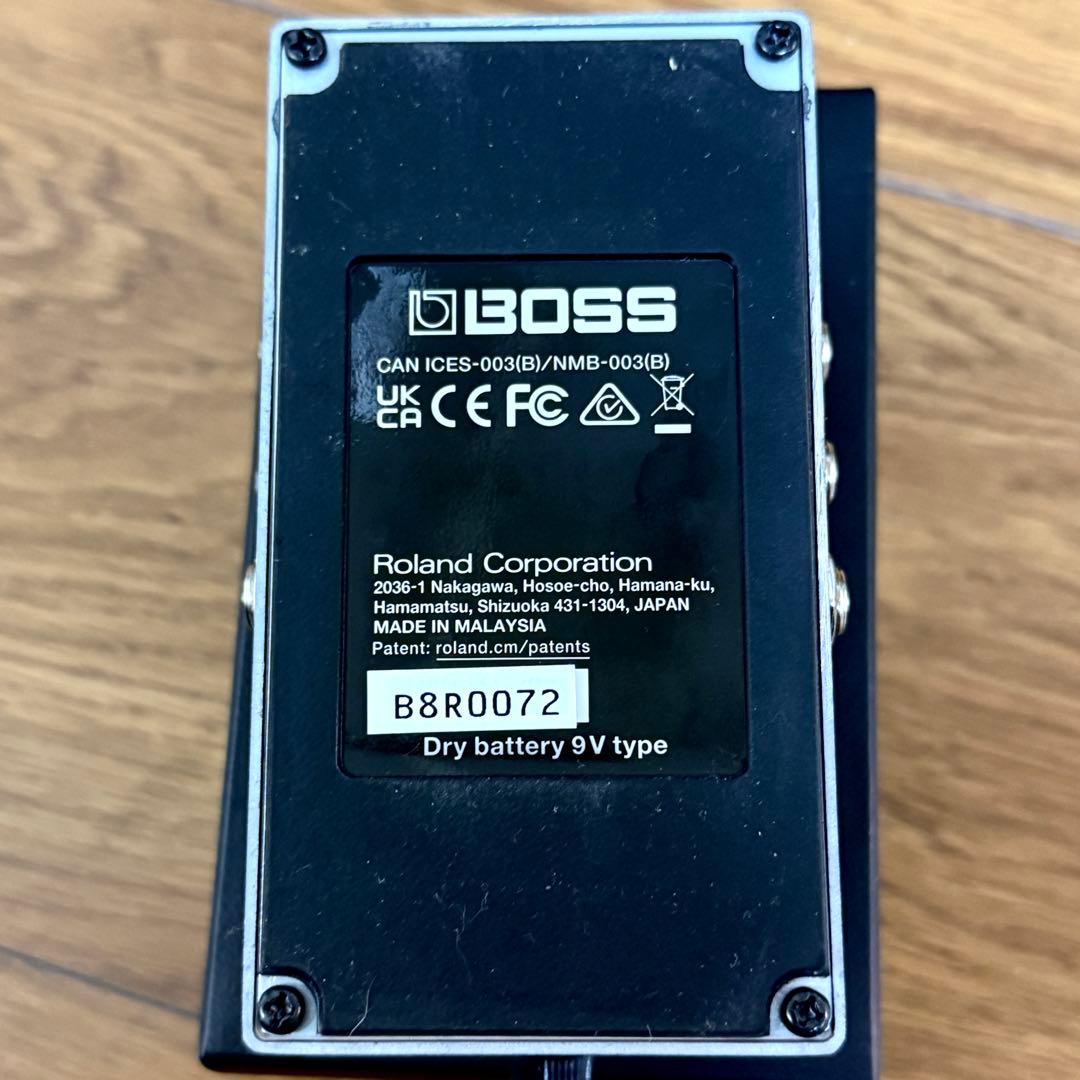 BOSS
CAN ICES-003(B)/NMB-003(B)
UK CA CE FC
Roland Corporation
2036-1 Nakagawa, Hosoe-cho, Hamana-ku,
Hamamatsu, Shizuoka 431-1304, JAPAN
MADE IN MALAYSIA
Patent: roland.cm/patents
B8R0072
Dry battery 9V type